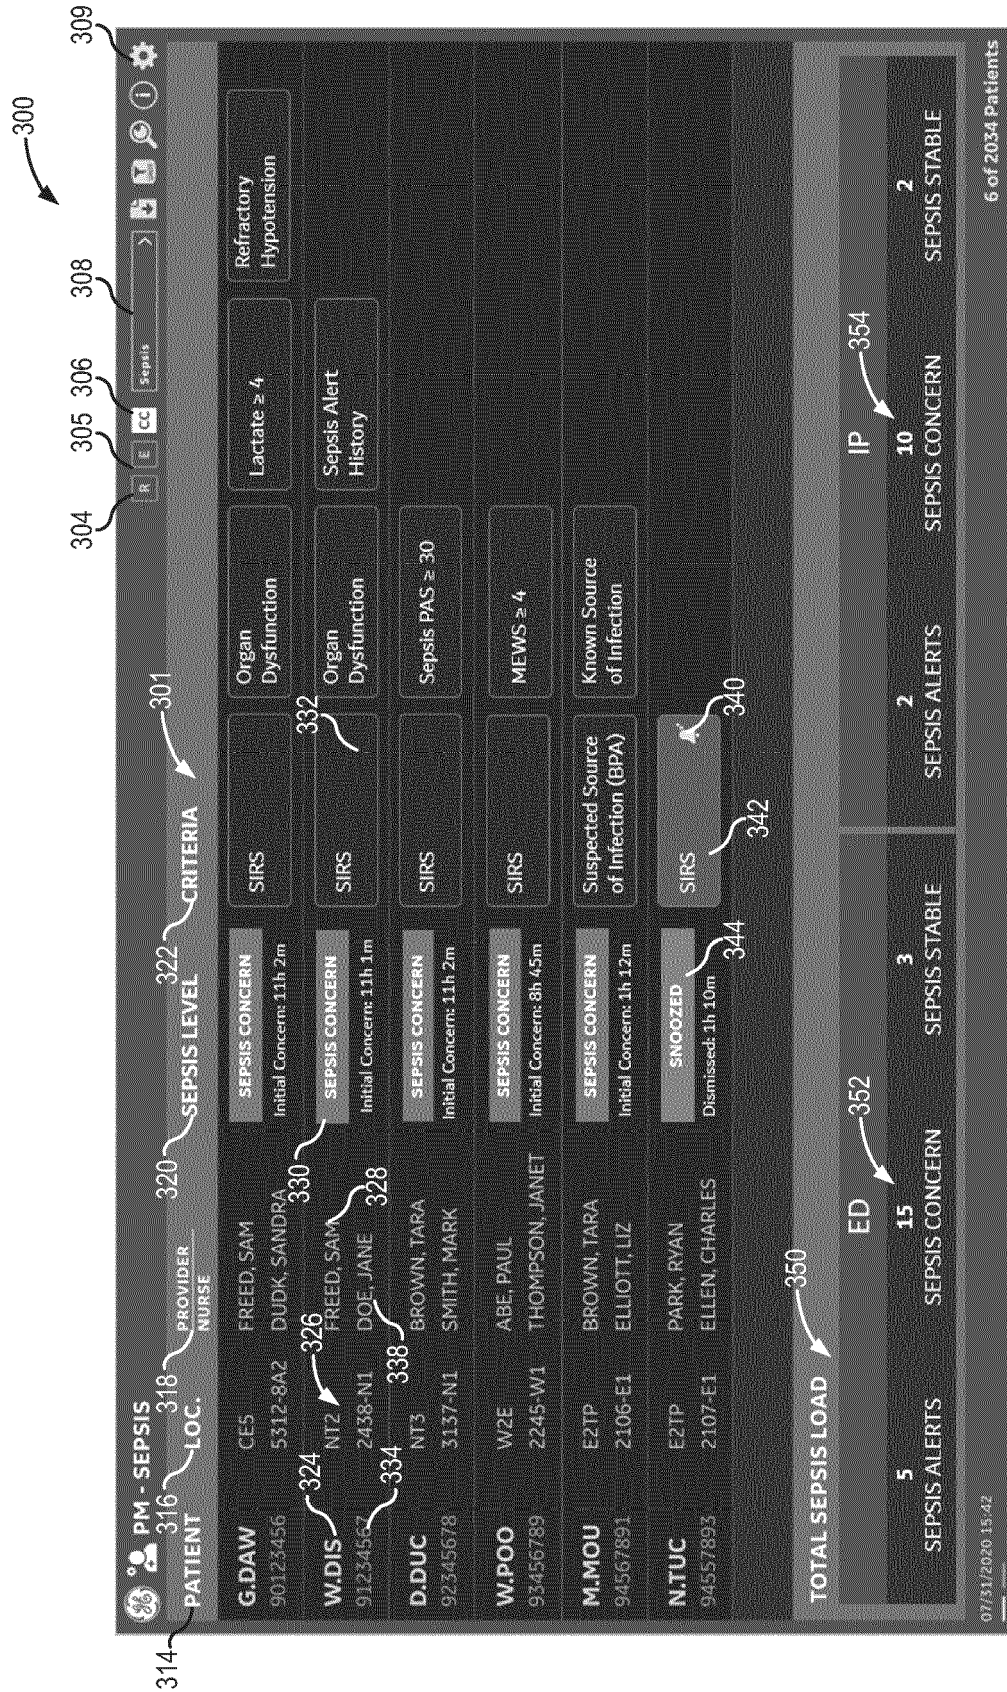 300
304
305
306
308
309
PM - SEPSIS
R
E
CC
Sepsis
314
316
318
320
322
301
PATIENT
LOC.
PROVIDER
NURSE
SEPSIS LEVEL
CRITERIA
G.DAW
90123456
CE5
5312-8A2
FREED, SAM
DUDK, SANDRA
SEPSIS CONCERN
Initial Concern: 11h 2m
SIRS
Organ
Dysfunction
Lactate ≥ 4
Refractory
Hypotension
324
326
328
330
332
W.DIS
91234567
NT2
2438-N1
FREED, SAM
DOE, JANE
SEPSIS CONCERN
Initial Concern: 11h 1m
SIRS
Organ
Dysfunction
Sepsis Alert
History
334
338
D.DUC
92345678
NT3
3137-N1
BROWN, TARA
SMITH, MARK
SEPSIS CONCERN
Initial Concern: 11h 2m
SIRS
Sepsis PAS ≥ 30
W.POO
93456789
W2E
2245-W1
ABE, PAUL
THOMPSON, JANET
SEPSIS CONCERN
Initial Concern: 8h 45m
SIRS
MEWS ≥ 4
M.MOU
94567891
E2TP
2106-E1
BROWN, TARA
ELLIOTT, LIZ
SEPSIS CONCERN
Initial Concern: 1h 12m
Suspected Source
of Infection (BPA)
Known Source
of Infection
N.TUC
94557893
E2TP
2107-E1
PARK, RYAN
ELLEN, CHARLES
SNOOZED
Dismissed: 1h 10m
SIRS
340
342
344
TOTAL SEPSIS LOAD
350
ED
352
IP
354
5
SEPSIS ALERTS
15
SEPSIS CONCERN
3
SEPSIS STABLE
2
SEPSIS ALERTS
10
SEPSIS CONCERN
2
SEPSIS STABLE
07/31/2020 15:42
6 of 2034 Patients